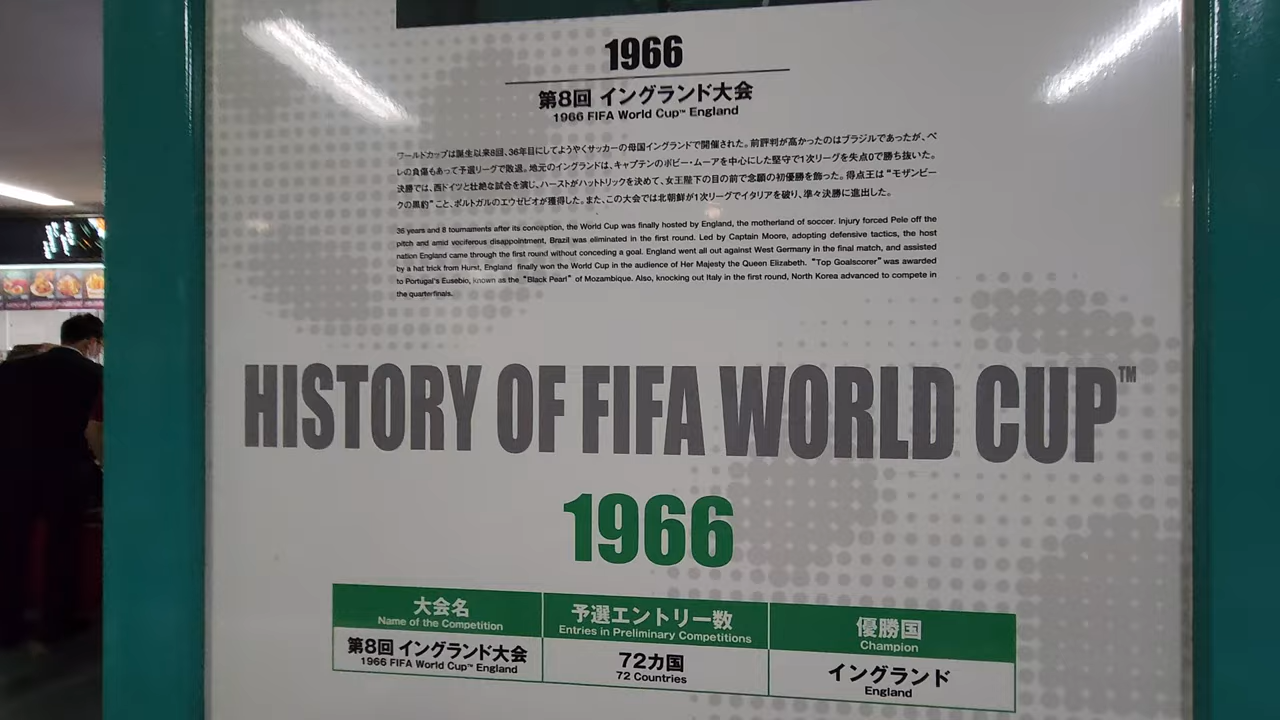 1966
第8回 イングランド大会
1966 FIFA World Cup™ England
ワールドカップは誕生以来8回、36年目にしてようやくサッカーの母国イングランドで開催された。前評判が高かったのはブラジルであったが、ペ
レの負傷もあって予選リーグで敗退。地元のイングランドは、キャプテンのボビー・ムーアを中心にした堅守で1次リーグを失点0で勝ち抜いた。
決勝では、西ドイツと壮絶な試合を演じ、ハーストがハットトリックを決めて、女王陛下の目の前で念願の初優勝を飾った。得点王は“モザンビー
クの黒豹”こと、ポルトガルのエウゼビオが獲得した。また、この大会では北朝鮮が1次リーグでイタリアを破り、準々決勝に進出した。
36 years and 8 tournaments after its conception, the World Cup was finally hosted by England, the motherland of soccer. Injury forced Pele off the
pitch and amid vociferous disappointment, Brazil was eliminated in the first round. Led by Captain Moore, adopting defensive tactics, the host
nation England came through the first round without conceding a goal. England went all out against West Germany in the final match, and assisted
by a hat trick from Hurst, England finally won the World Cup in the audience of Her Majesty the Queen Elizabeth. “Top Goalscorer” was awarded
to Portugal's Eusebio, known as the “Black Pearl” of Mozambique. Also, knocking out Italy in the first round, North Korea advanced to compete in
the quarterfinals.
HISTORY OF FIFA WORLD CUP™
1966
大会名 予選エントリー数 優勝国
Name of the Competition Entries in Preliminary Competitions Champion
第8回 イングランド大会 72カ国 イングランド
1966 FIFA World Cup™ England 72 Countries England